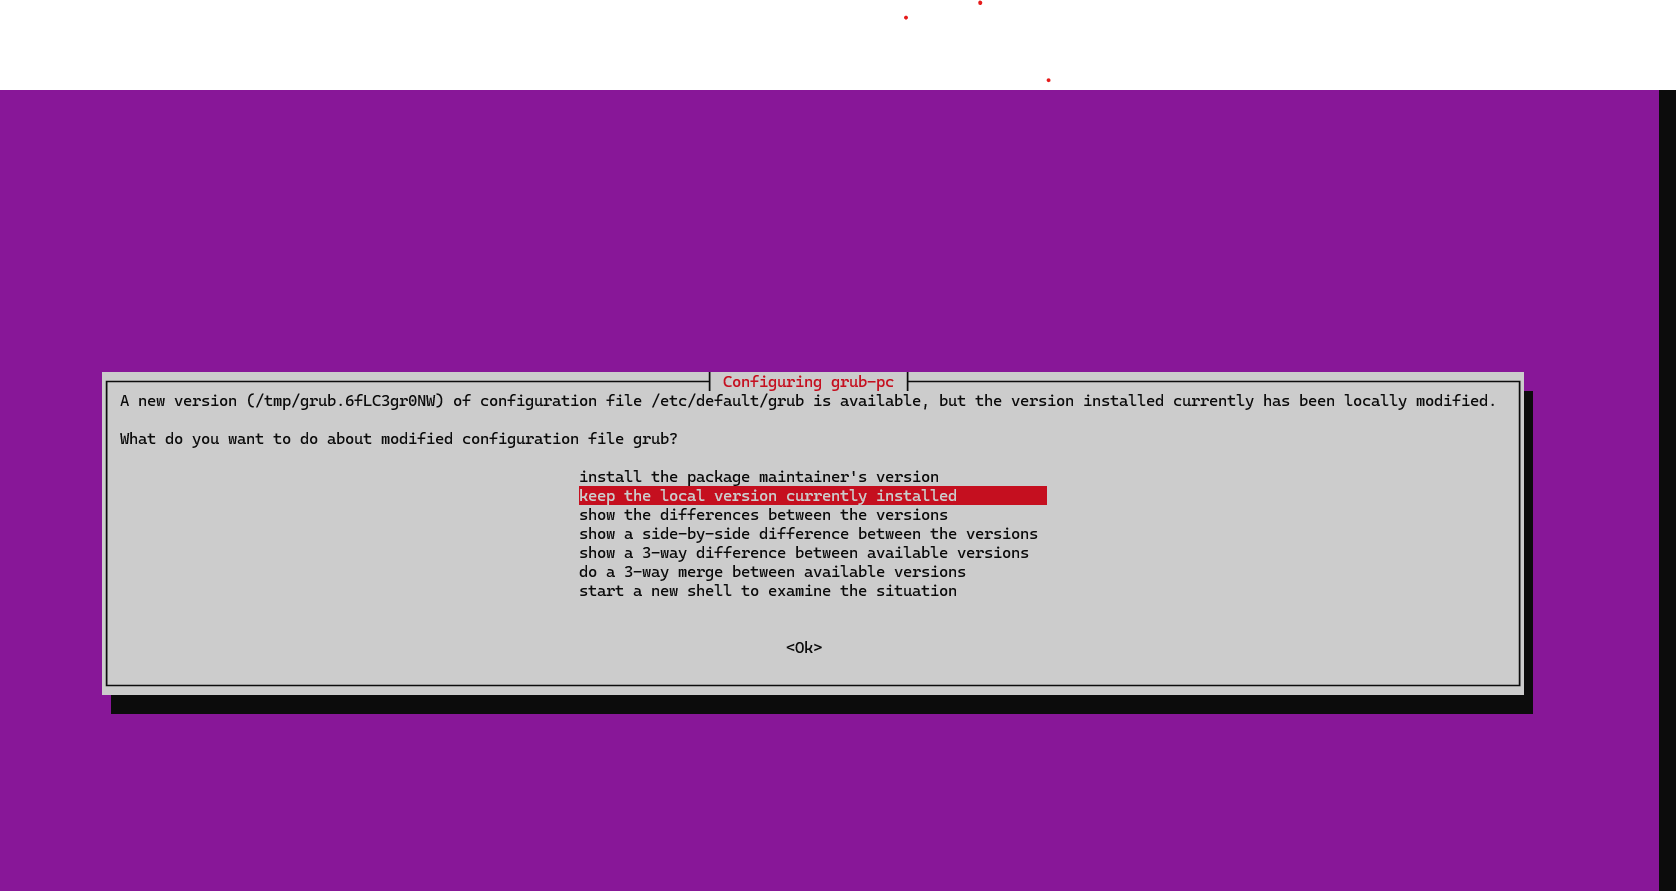 Configuring grub-pc
A new version (/tmp/grub.6fLC3gr0NW) of configuration file /etc/default/grub is available, but the version installed currently has been locally modified.
What do you want to do about modified configuration file grub?
install the package maintainer's version
keep the local version currently installed
show the differences between the versions
show a side-by-side difference between the versions
show a 3-way difference between available versions
do a 3-way merge between available versions
start a new shell to examine the situation
<Ok>